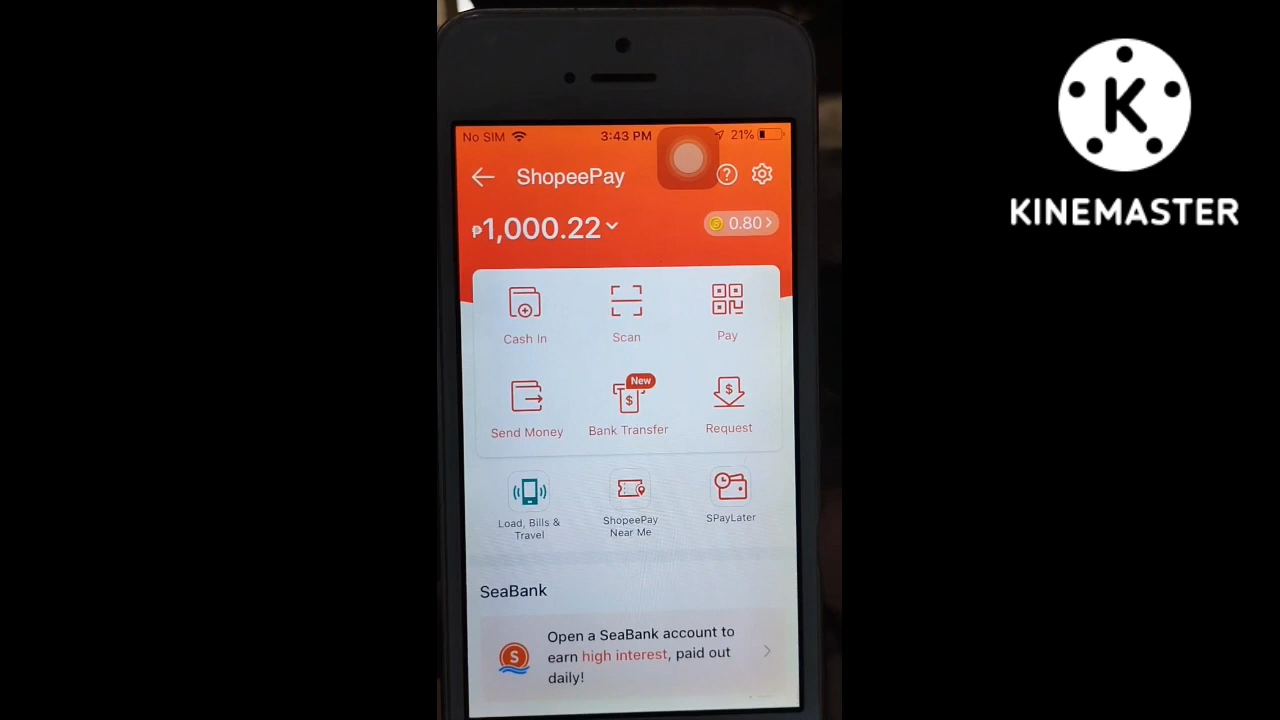 No SIM 3:43 PM 21%
ShopeePay
₱1,000.22 0.80
Cash In Scan Pay
New
Send Money Bank Transfer Request
Load, Bills & Travel
ShopeePay Near Me
SPayLater
SeaBank
Open a SeaBank account to
earn high interest, paid out
daily!
K
KINEMASTER